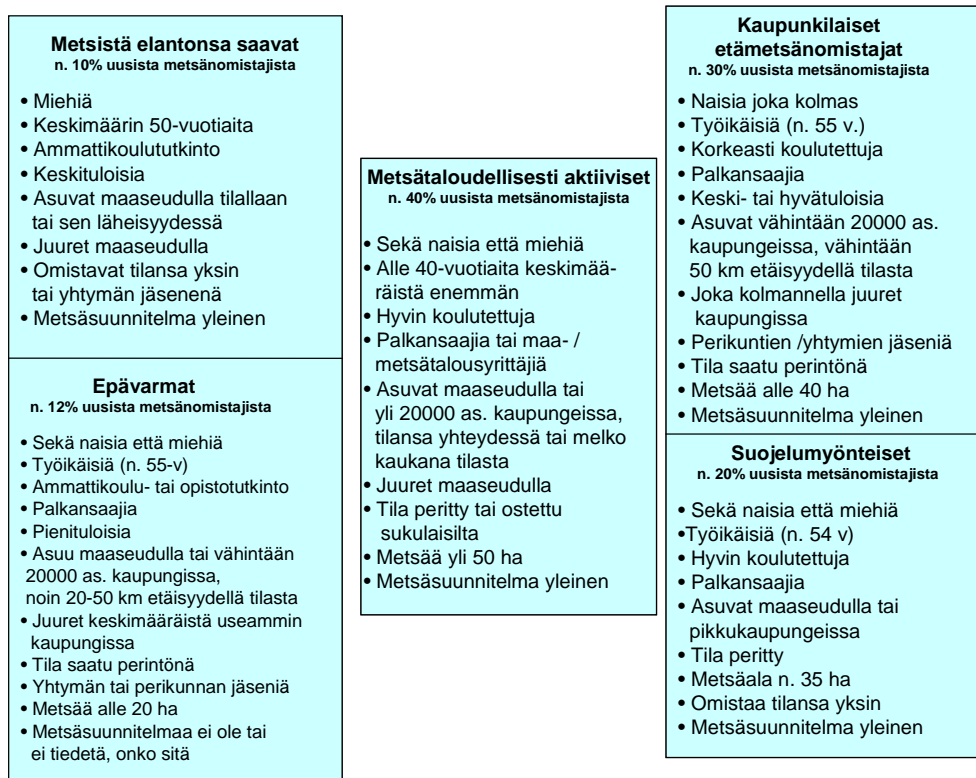 Metsistä elantonsa saavat
n. 10% uusista metsänomistajista
• Miehiä
• Keskimäärin 50-vuotiaita
• Ammattikoulututkinto
• Keskituloisia
• Asuvat maaseudulla tilallaan
tai sen läheisyydessä
• Juuret maaseudulla
• Omistavat tilansa yksin
tai yhtymän jäsenenä
• Metsäsuunnitelma yleinen
Epävarmat
n. 12% uusista metsänomistajista
• Sekä naisia että miehiä
• Työikäisiä (n. 55-v)
• Ammattikoulu- tai opistotutkinto
• Palkansaajia
• Pienituloisia
• Asuu maaseudulla tai vähintään
20000 as. kaupungissa,
noin 20-50 km etäisyydellä tilasta
• Juuret keskimääräistä useammin
kaupungissa
• Tila saatu perintönä
• Yhtymän tai perikunnan jäseniä
• Metsää alle 20 ha
• Metsäsuunnitelmaa ei ole tai
ei tiedetä, onko sitä
Metsätaloudellisesti aktiiviset
n. 40% uusista metsänomistajista
• Sekä naisia että miehiä
• Alle 40-vuotiaita keskimää-
räistä enemmän
• Hyvin koulutettuja
• Palkansaajia tai maa- /
metsätalousyrittäjiä
• Asuvat maaseudulla tai
yli 20000 as. kaupungeissa,
tilansa yhteydessä tai melko
kaukana tilasta
• Juuret maaseudulla
• Tila peritty tai ostettu
sukulaisilta
• Metsää yli 50 ha
• Metsäsuunnitelma yleinen
Kaupunkilaiset
etämetsänomistajat
n. 30% uusista metsänomistajista
• Naisia joka kolmas
• Työikäisiä (n. 55 v.)
• Korkeasti koulutettuja
• Palkansaajia
• Keski- tai hyvätuloisia
• Asuvat vähintään 20000 as.
kaupungeissa, vähintään
50 km etäisyydellä tilasta
• Joka kolmannella juuret
kaupungissa
• Perikuntien /yhtymien jäseniä
• Tila saatu perintönä
• Metsää alle 40 ha
• Metsäsuunnitelma yleinen
Suojelumyönteiset
n. 20% uusista metsänomistajista
• Sekä naisia että miehiä
•Työikäisiä (n. 54 v)
• Hyvin koulutettuja
• Palkansaajia
• Asuvat maaseudulla tai
pikkukaupungeissa
• Tila peritty
• Metsäala n. 35 ha
• Omistaa tilansa yksin
• Metsäsuunnitelma yleinen